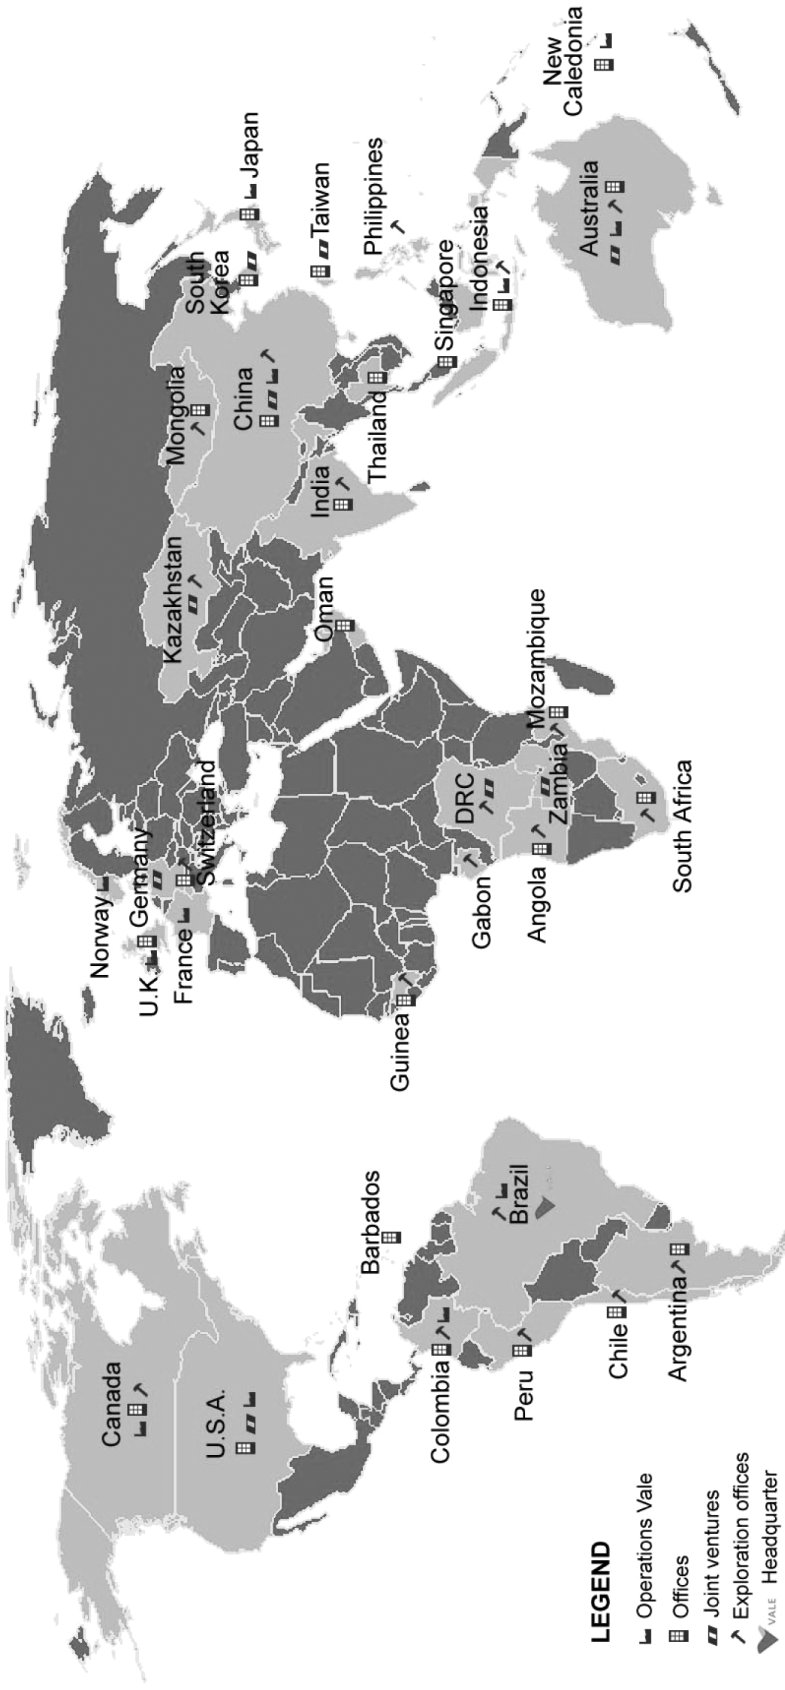 Canada
U.S.A.
Barbados
Colombia
Peru
Brazil
Chile
Argentina
Norway
U.K.
Germany
France
Switzerland
Guinea
Gabon
Angola
DRC
Zambia
Mozambique
South Africa
Oman
Kazakhstan
Mongolia
China
India
Thailand
South
Korea
Japan
Taiwan
Philippines
Singapore
Indonesia
Australia
New
Caledonia
LEGEND
Operations Vale
Offices
Joint ventures
Exploration offices
VALE Headquarter